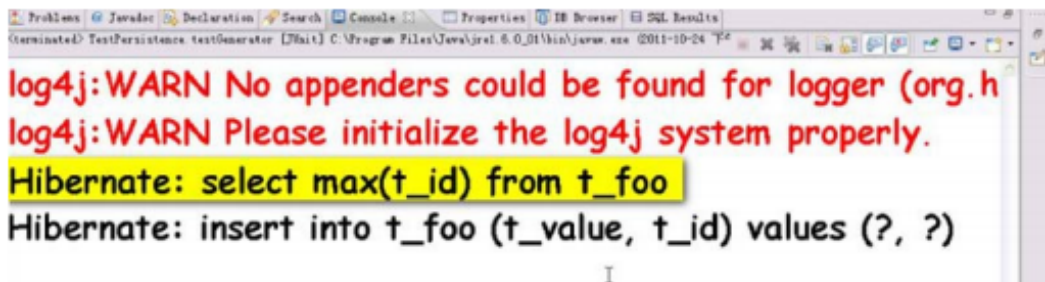 Problems @ Javadoc Declaration Search Console Properties DB Browser SQL Results
<terminated> TestPersistence.testGenerator [JUnit] C:\Program Files\Java\jre1.6.0_01\bin\javaw.exe (2011-10-24 下午
log4j:WARN No appenders could be found for logger (org.h
log4j:WARN Please initialize the log4j system properly.
Hibernate: select max(t_id) from t_foo
Hibernate: insert into t_foo (t_value, t_id) values (?, ?)